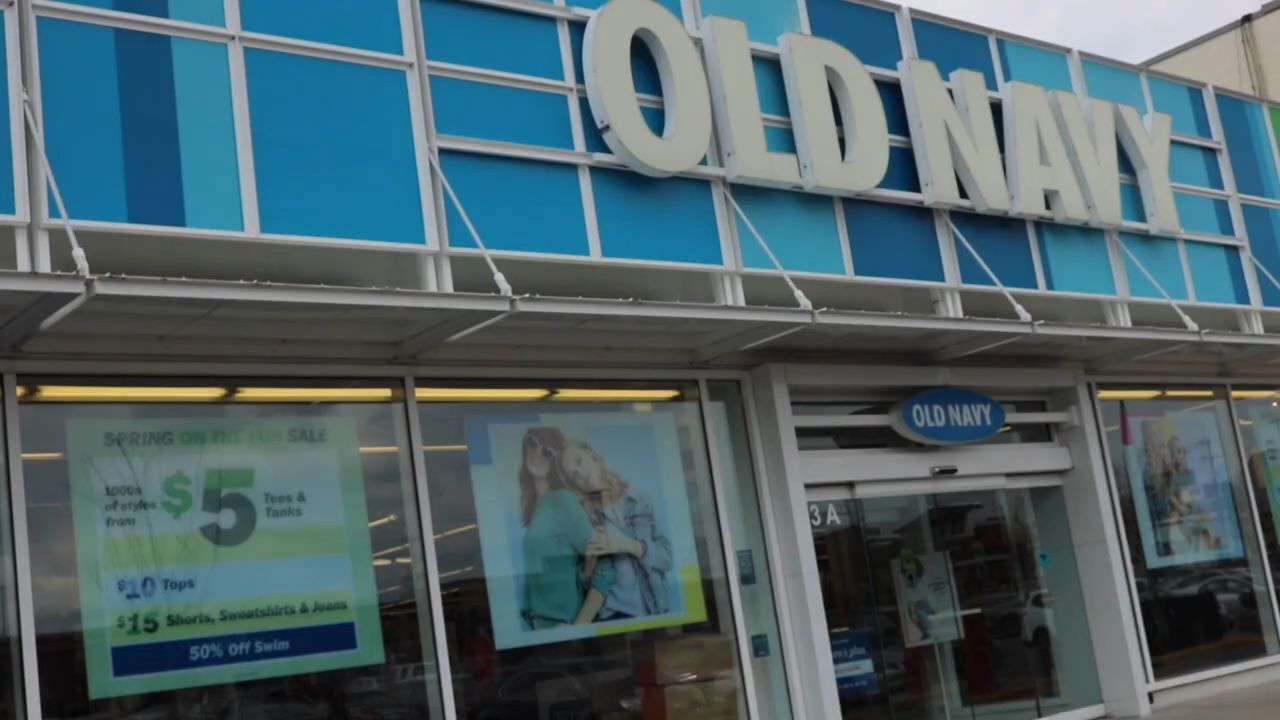 OLD NAVY
OLD NAVY
SPRING ON THE FUN SALE
1000s
of styles
from
$5
Tees &
Tanks
$10 Tops
$15 Shorts, Sweatshirts & Jeans
50% Off Swim
3A